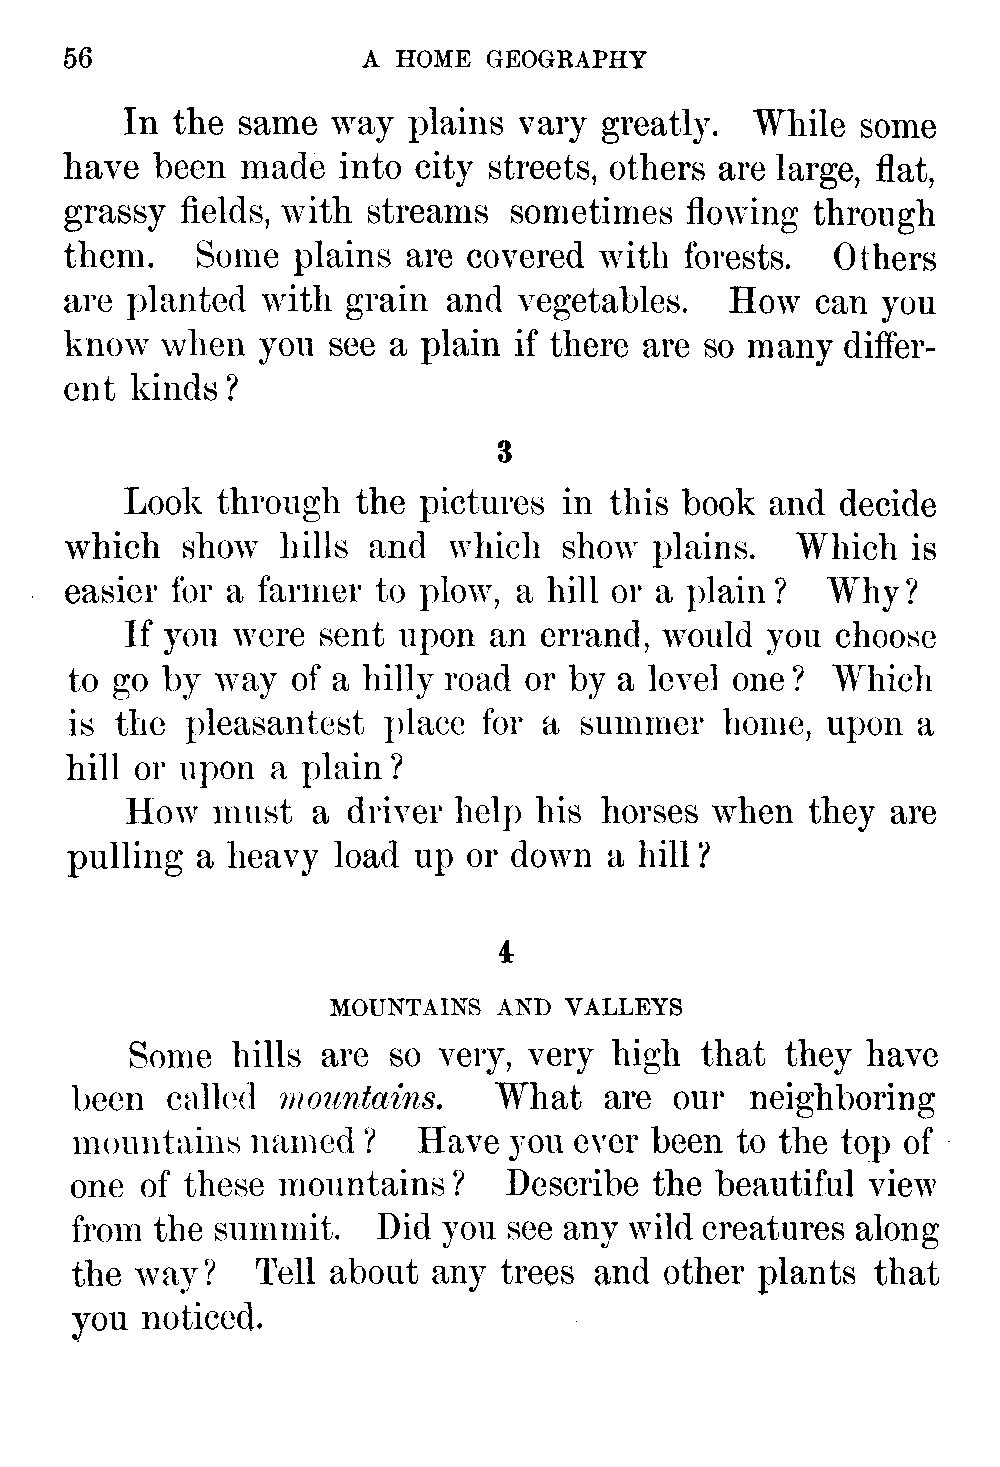 56 A HOME GEOGRAPHY
In the same way plains vary greatly. While some
have been made into city streets, others are large, flat,
grassy fields, with streams sometimes flowing through
them. Some plains are covered with forests. Others
are planted with grain and vegetables. How can you
know when you see a plain if there are so many differ-
ent kinds?
3
Look through the pictures in this book and decide
which show hills and which show plains. Which is
easier for a farmer to plow, a hill or a plain? Why?
If you were sent upon an errand, would you choose
to go by way of a hilly road or by a level one? Which
is the pleasantest place for a summer home, upon a
hill or upon a plain?
How must a driver help his horses when they are
pulling a heavy load up or down a hill?
4
MOUNTAINS AND VALLEYS
Some hills are so very, very high that they have
been called mountains. What are our neighboring
mountains named? Have you ever been to the top of
one of these mountains? Describe the beautiful view
from the summit. Did you see any wild creatures along
the way? Tell about any trees and other plants that
you noticed.